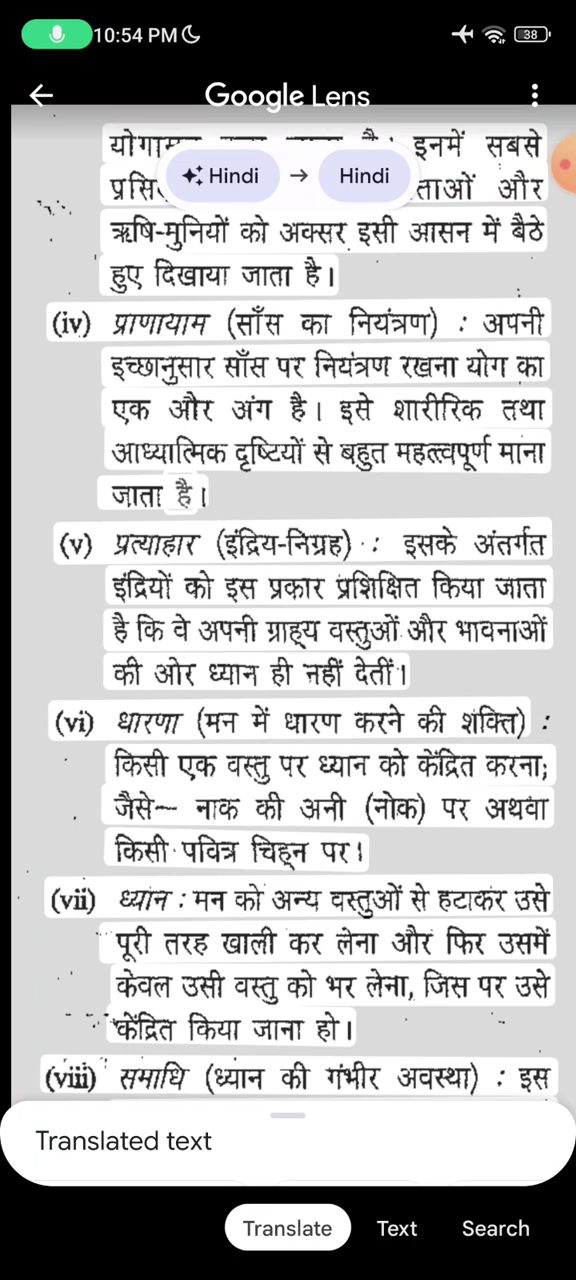 10:54 PM
38
Google Lens
Hindi → Hindi
इनमें सबसे
ताओं और
ऋषि-मुनियों को अक्सर इसी आसन में बैठे
हुए दिखाया जाता है।
(iv) प्राणायाम (साँस का नियंत्रण) : अपनी
इच्छानुसार साँस पर नियंत्रण रखना योग का
एक और अंग है। इसे शारीरिक तथा
आध्यात्मिक दृष्टियों से बहुत महत्त्वपूर्ण माना
जाता है।
(v) प्रत्याहार (इंद्रिय-निग्रह) : इसके अंतर्गत
इंद्रियों को इस प्रकार प्रशिक्षित किया जाता
है कि वे अपनी ग्राह्य वस्तुओं और भावनाओं
की ओर ध्यान ही नहीं देतीं।
(vi) धारणा (मन में धारण करने की शक्ति) :
किसी एक वस्तु पर ध्यान को केंद्रित करना;
जैसे— नाक की अनी (नोक) पर अथवा
किसी पवित्र चिह्न पर।
(vii) ध्यान : मन को अन्य वस्तुओं से हटाकर उसे
पूरी तरह खाली कर लेना और फिर उसमें
केवल उसी वस्तु को भर लेना, जिस पर उसे
केंद्रित किया जाना हो।
(viii) समाधि (ध्यान की गंभीर अवस्था) : इस
Translated text
Translate Text Search